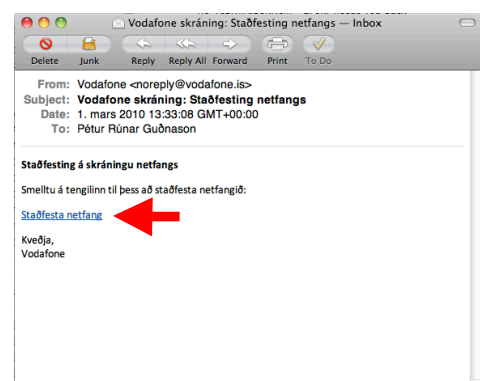 Vodafone skráning: Staðfesting netfangs — Inbox
Delete Junk Reply Reply All Forward Print To Do
From: Vodafone <noreply@vodafone.is>
Subject: Vodafone skráning: Staðfesting netfangs
Date: 1. mars 2010 13:33:08 GMT+00:00
To: Pétur Rúnar Guðnason
Staðfesting á skráningu netfangs
Smelltu á tengilinn til þess að staðfesta netfangið:
Staðfesta netfang
Kveðja,
Vodafone